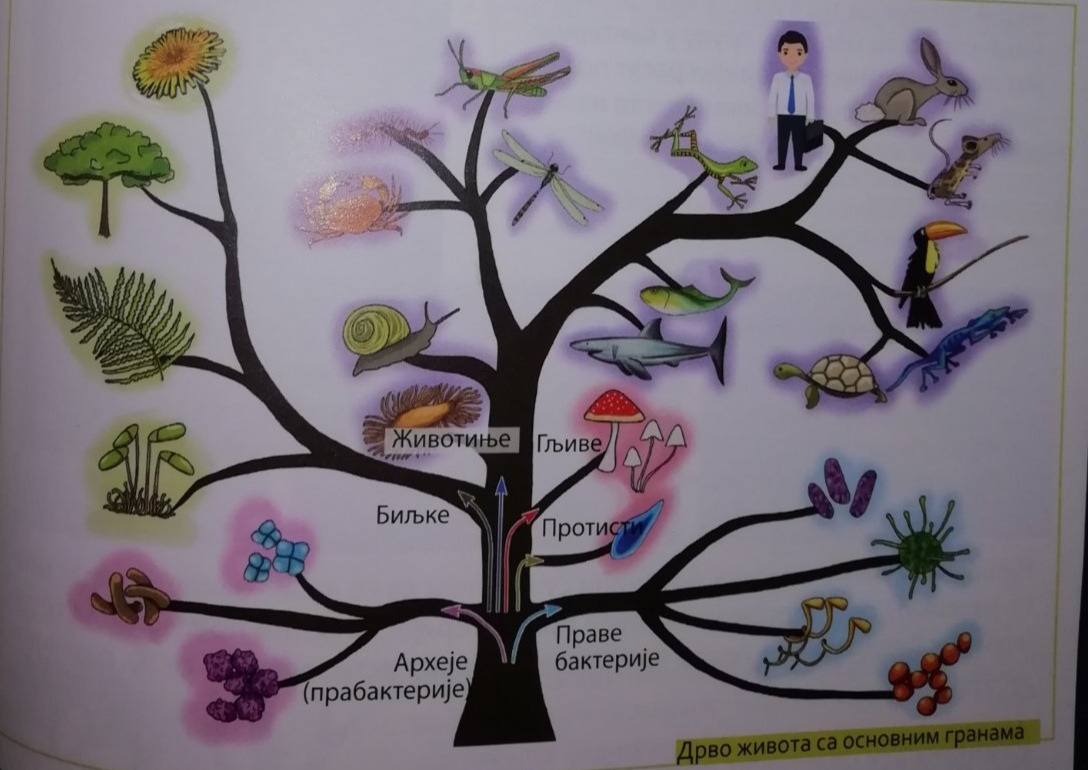 Животиње
Гљиве
Биљке
Протисти
Археје
(прабактерије)
Праве
бактерије
Дрво живота са основним гранама